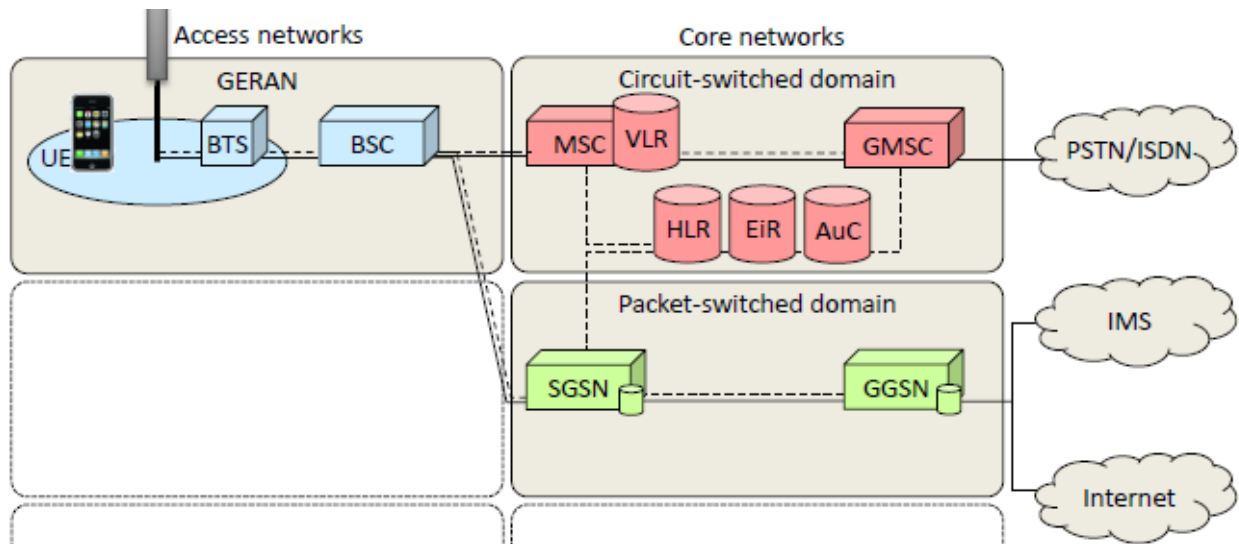 Access networks
Core networks
GERAN
Circuit-switched domain
UE
BTS
BSC
MSC
VLR
GMSC
PSTN/ISDN
HLR
EiR
AuC
Packet-switched domain
IMS
SGSN
GGSN
Internet